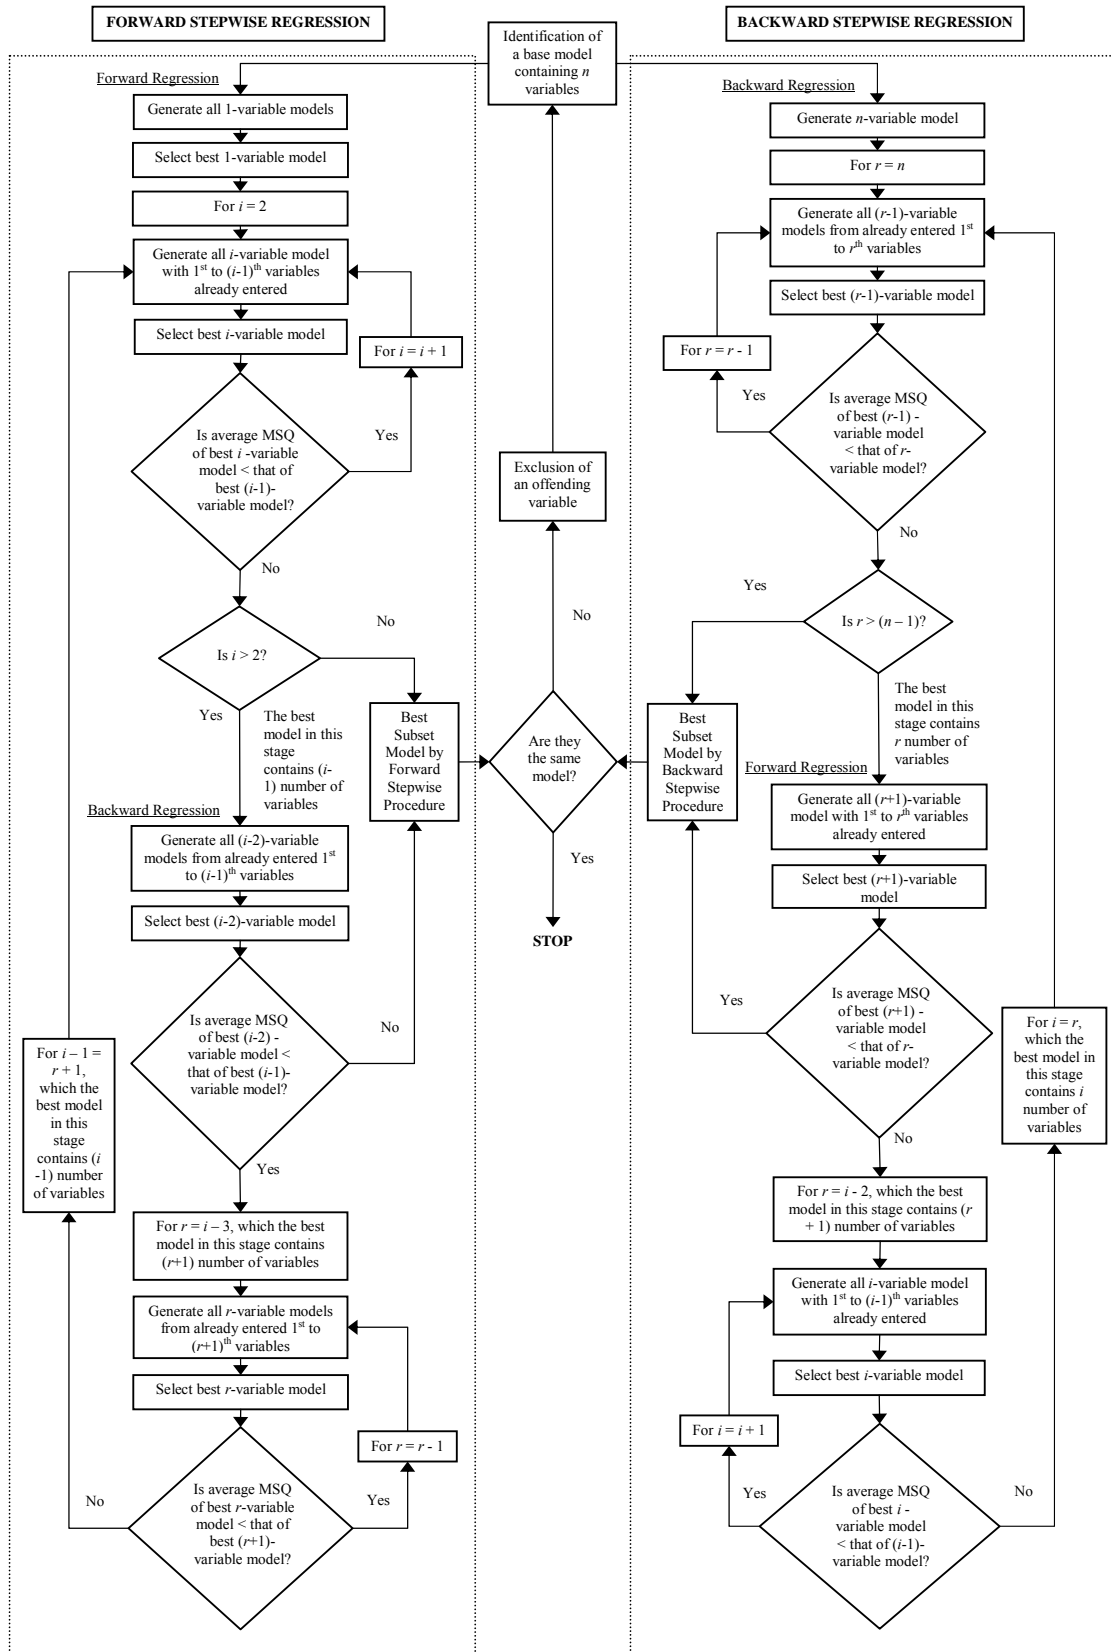 FORWARD STEPWISE REGRESSION
Forward Regression
Generate all 1-variable models
Select best 1-variable model
For i = 2
Generate all i-variable model
with 1st to (i-1)th variables
already entered
Select best i-variable model
For i = i + 1
Is average MSQ
of best i -variable
model < that of
best (i-1)-
variable model?
Yes
No
Is i > 2?
No
Yes
The best
model in this
stage
contains (i-
1) number of
variables
Best
Subset
Model by
Forward
Stepwise
Procedure
Backward Regression
Generate all (i-2)-variable
models from already entered 1st
to (i-1)th variables
Select best (i-2)-variable model
Is average MSQ
of best (i-2) -
variable model <
that of best (i-1)-
variable model?
No
Yes
For i – 1 =
r + 1,
which the
best model
in this
stage
contains (i
-1) number
of variables
For r = i – 3, which the best
model in this stage contains
(r+1) number of variables
Generate all r-variable models
from already entered 1st to
(r+1)th variables
Select best r-variable model
For r = r - 1
Is average MSQ
of best r-variable
model < that of
best (r+1)-
variable model?
No
Yes
Identification of
a base model
containing n
variables
Exclusion of
an offending
variable
No
Are they
the same
model?
Yes
STOP
BACKWARD STEPWISE REGRESSION
Backward Regression
Generate n-variable model
For r = n
Generate all (r-1)-variable
models from already entered 1st
to rth variables
Select best (r-1)-variable model
For r = r - 1
Yes
Is average MSQ
of best (r-1) -
variable model
< that of r-
variable model?
No
Yes
Is r > (n – 1)?
The best
model in this
stage contains
r number of
variables
Best
Subset
Model by
Backward
Stepwise
Procedure
Forward Regression
Generate all (r+1)-variable
model with 1st to rth variables
already entered
Select best (r+1)-variable
model
Is average MSQ
of best (r+1) -
variable model
< that of r-
variable model?
Yes
No
For i = r,
which the
best model in
this stage
contains i
number of
variables
For r = i - 2, which the best
model in this stage contains (r
+ 1) number of variables
Generate all i-variable model
with 1st to (i-1)th variables
already entered
Select best i-variable model
For i = i + 1
Yes
Is average MSQ
of best i -
variable model
< that of (i-1)-
variable model?
No